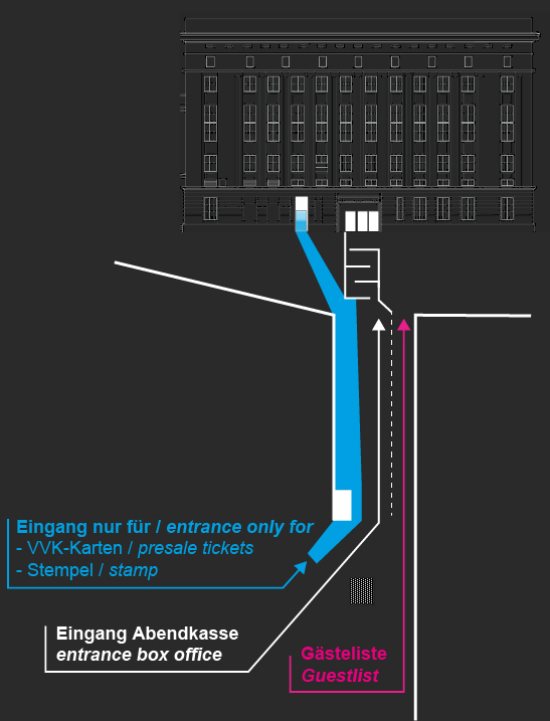 Eingang nur für / entrance only for
- VVK-Karten / presale tickets
- Stempel / stamp
Eingang Abendkasse
entrance box office
Gästeliste
Guestlist